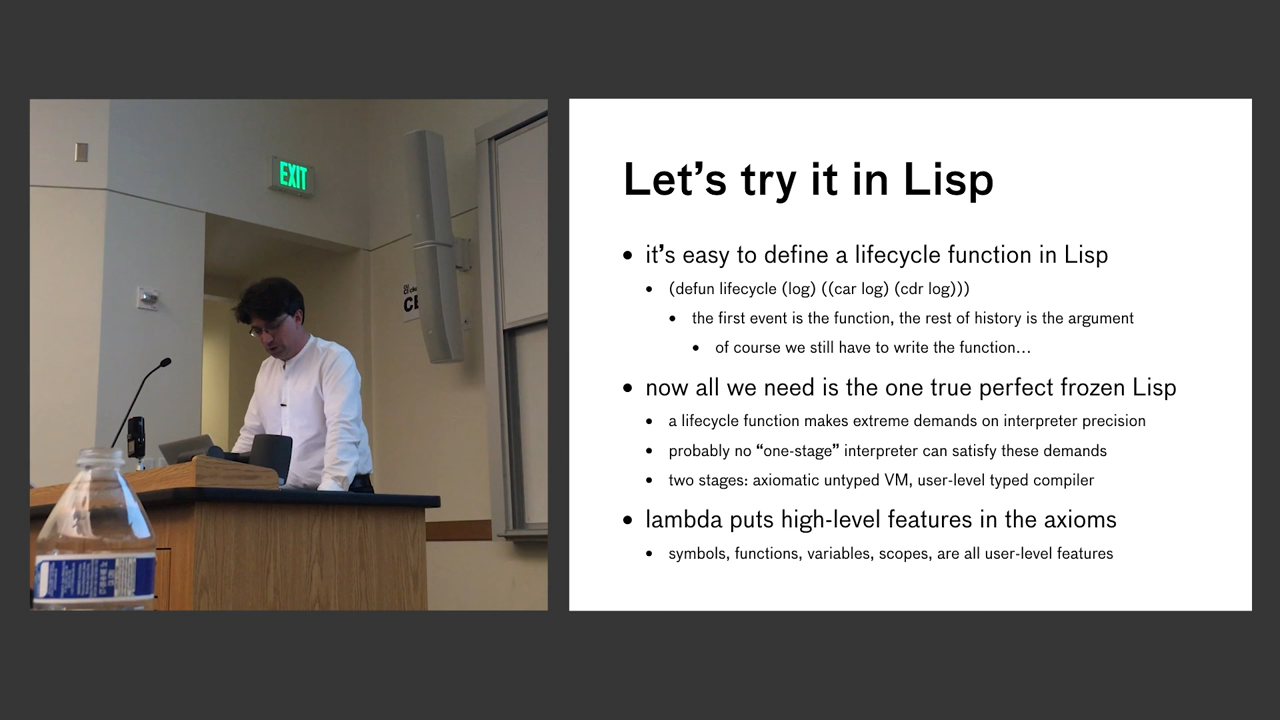 EXIT
Let’s try it in Lisp
• it’s easy to define a lifecycle function in Lisp
• (defun lifecycle (log) ((car log) (cdr log)))
• the first event is the function, the rest of history is the argument
• of course we still have to write the function…
• now all we need is the one true perfect frozen Lisp
• a lifecycle function makes extreme demands on interpreter precision
• probably no “one-stage” interpreter can satisfy these demands
• two stages: axiomatic untyped VM, user-level typed compiler
• lambda puts high-level features in the axioms
• symbols, functions, variables, scopes, are all user-level features